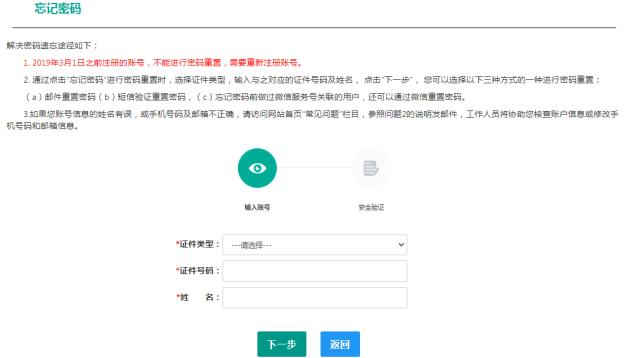 忘记密码
解决密码遗忘途径如下：
1. 2019年3月1日之前注册的账号，不能进行密码重置，需要重新注册账号。
2. 通过点击“忘记密码”进行密码重置时，选择证件类型，输入与之对应的证件号码及姓名， 点击“下一步”， 您可以选择以下三种方式的一种进行密码重置：
（a）邮件重置密码（b）短信验证重置密码，（c）忘记密码前做过微信服务号关联的用户，还可以通过微信重置密码。
3.如果您账号信息的姓名有误，或手机号码及邮箱不正确，请访问网站首页“常见问题”栏目，参照问题2的说明发邮件，工作人员将协助您核查账户信息或修改手
机号码和邮箱信息。
输入账号
安全验证
*证件类型：
---请选择---
*证件号码：
*姓　　名：
下一步
返回